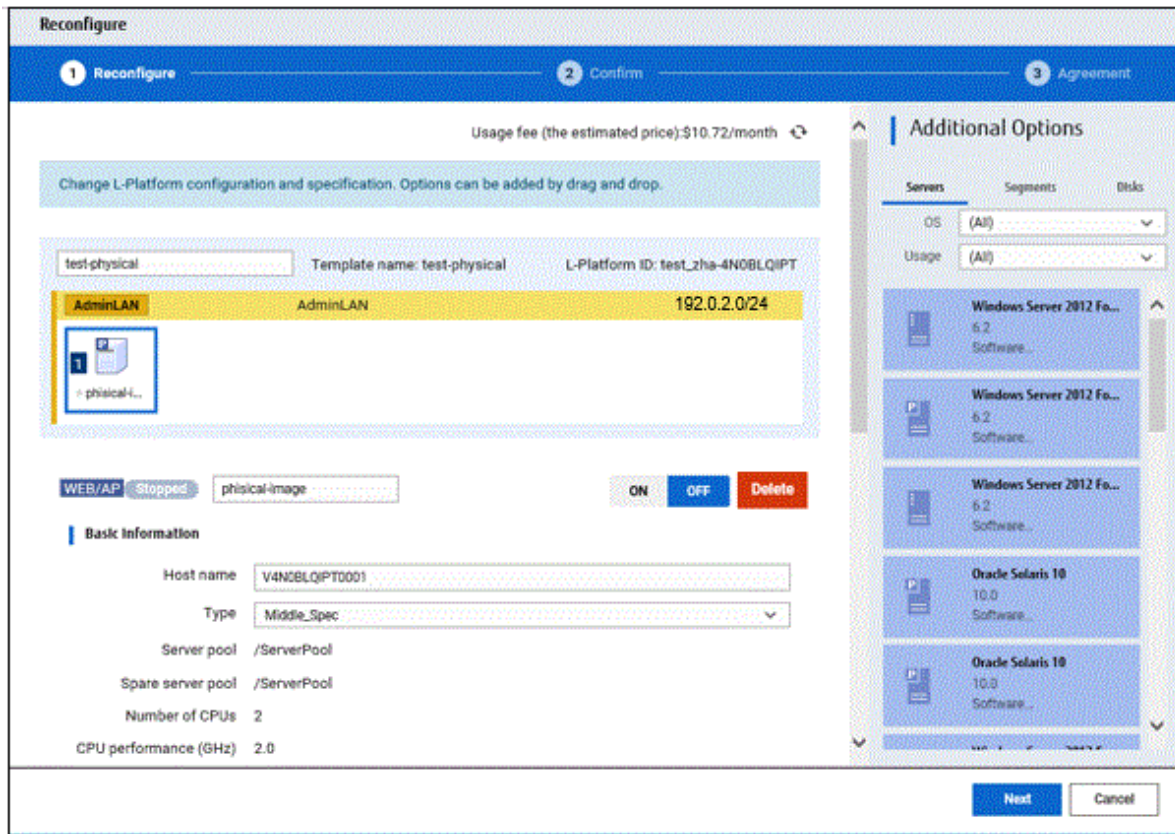 Reconfigure
1 Reconfigure 2 Confirm 3 Agreement
Usage fee (the estimated price):$10.72/month
Change L-Platform configuration and specification. Options can be added by drag and drop.
test-physical Template name: test-physical L-Platform ID: test_zha-4N0BLQIPT
AdminLAN AdminLAN 192.0.2.0/24
P
1
phisical-i...
WEB/AP Stopped phisical-image ON OFF Delete
Basic Information
Host name V4N0BLQIPT0001
Type Middle_Spec
Server pool /ServerPool
Spare server pool /ServerPool
Number of CPUs 2
CPU performance (GHz) 2.0
Additional Options
Servers Segments Disks
OS (All)
Usage (All)
Windows Server 2012 Fo...
6.2
Software...
P
Windows Server 2012 Fo...
6.2
Software...
Windows Server 2012 Fo...
6.2
Software...
P
Oracle Solaris 10
10.0
Software...
P
Oracle Solaris 10
10.0
Software...
Next Cancel